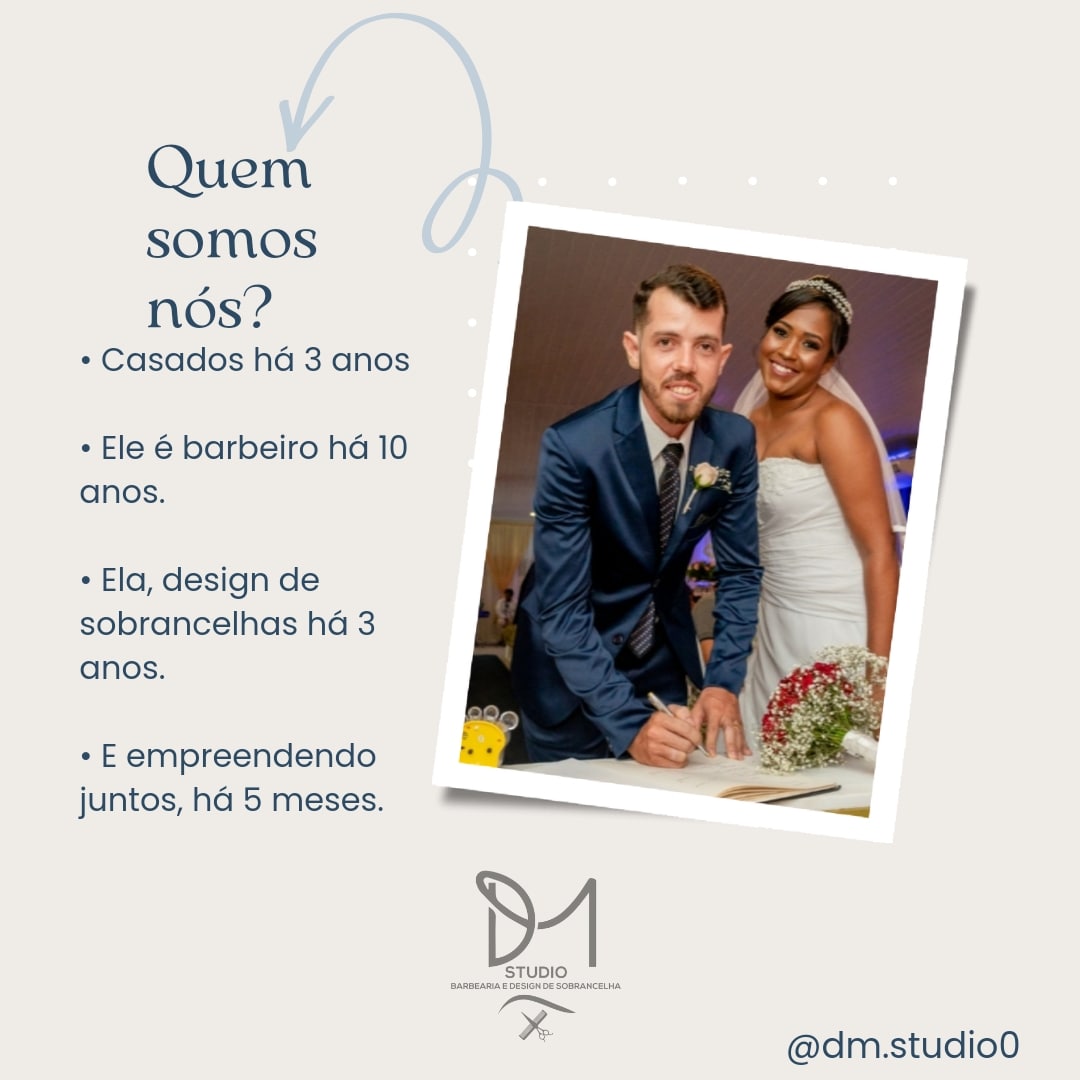 Quem
somos
nós?
• Casados há 3 anos
• Ele é barbeiro há 10
anos.
• Ela, design de
sobrancelhas há 3
anos.
• E empreendendo
juntos, há 5 meses.
DM
STUDIO
BARBEARIA E DESIGN DE SOBRANCELHA
@dm.studio0